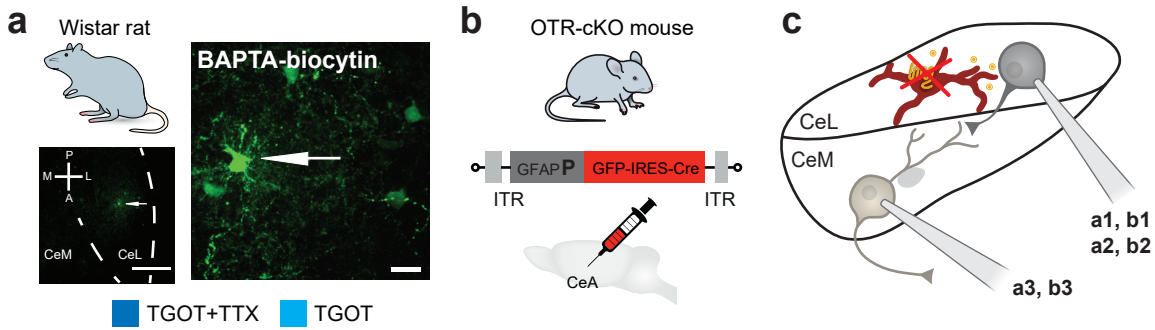 a
Wistar rat
BAPTA-biocytin
P
M L
A
CeM CeL
TGOT+TTX TGOT
b
OTR-cKO mouse
GFAP P GFP-IRES-Cre
ITR ITR
CeA
c
CeL
CeM
a1, b1
a2, b2
a3, b3